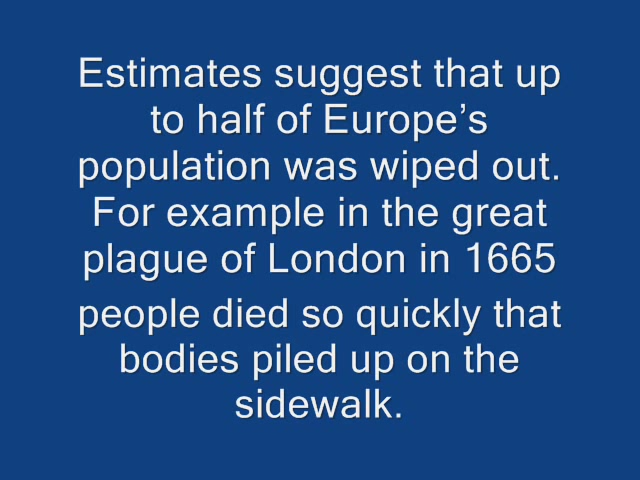 Estimates suggest that up
to half of Europe’s
population was wiped out.
For example in the great
plague of London in 1665
people died so quickly that
bodies piled up on the
sidewalk.